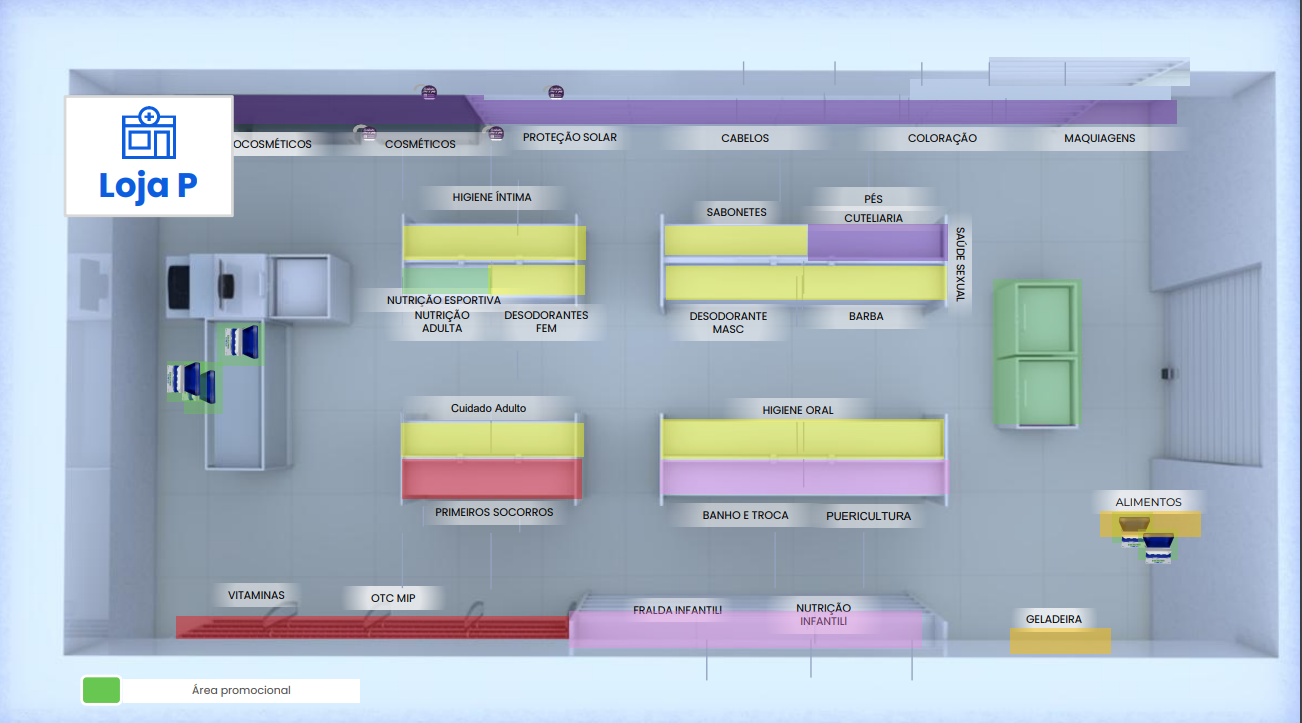 Loja P
OCOSMÉTICOS
COSMÉTICOS
PROTEÇÃO SOLAR
CABELOS
COLORAÇÃO
MAQUIAGENS
HIGIENE ÍNTIMA
SABONETES
PÉS
CUTELIARIA
SAÚDE SEXUAL
NUTRIÇÃO ESPORTIVA
NUTRIÇÃO
ADULTA
DESODORANTES
FEM
DESODORANTE
MASC
BARBA
Cuidado Adulto
HIGIENE ORAL
PRIMEIROS SOCORROS
BANHO E TROCA
PUERICULTURA
ALIMENTOS
VITAMINAS
OTC MIP
FRALDA INFANTILI
NUTRIÇÃO
INFANTILI
GELADEIRA
Área promocional